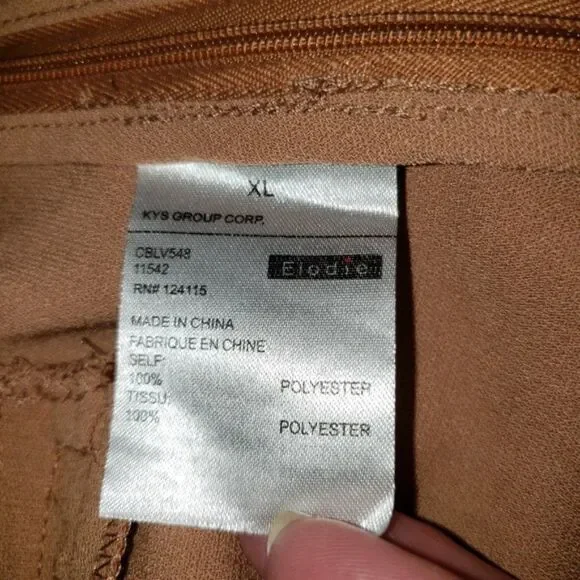 XL
KYS GROUP CORP.
CBLV548
11542
Elodie
RN# 124115
MADE IN CHINA
FABRIQUE EN CHINE
SELF:
100% POLYESTER
TISSU:
100% POLYESTER